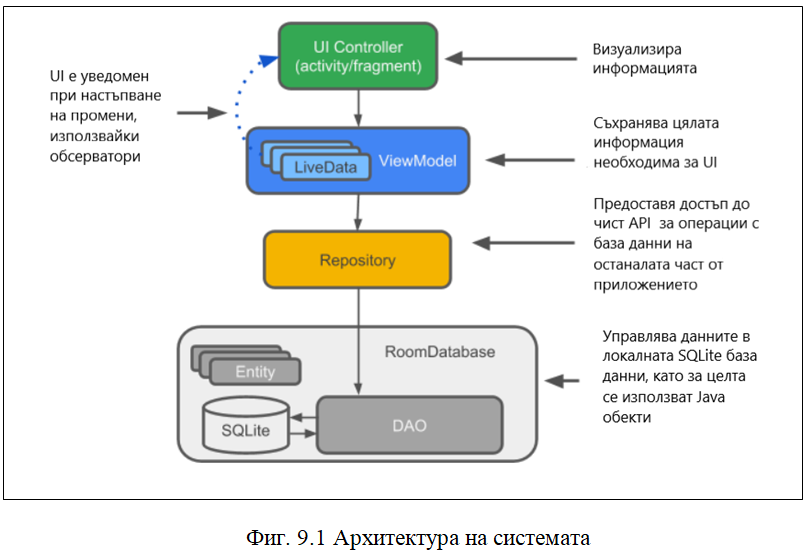 UI Controller
(activity/fragment)
Визуализира
информацията
UI е уведомен
при настъпване
на промени,
използвайки
обсерватори
LiveData
ViewModel
Съхранява цялата
информация
необходима за UI
Repository
Предоставя достъп до
чист API за операции с
база данни на
останалата част от
приложението
RoomDatabase
Entity
SQLite
DAO
Управлява данните в
локалната SQLite база
данни, като за целта
се използват Java
обекти
Фиг. 9.1 Архитектура на системата